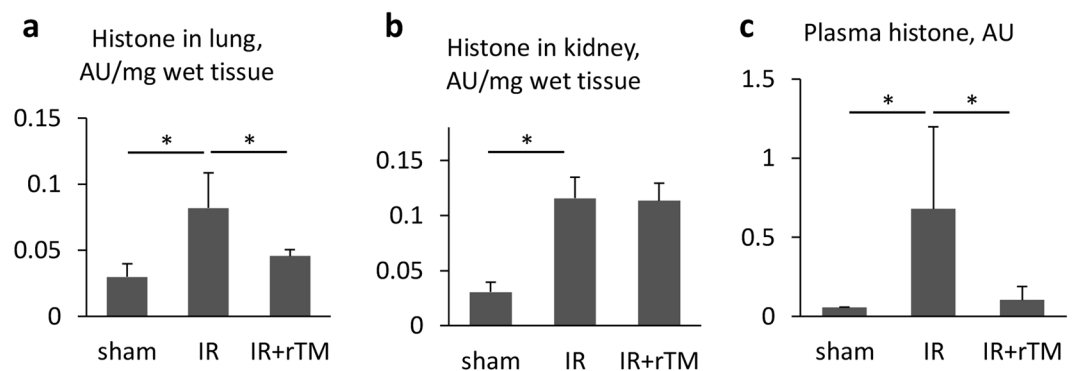 a
Histone in lung,
AU/mg wet tissue
0.15
0.1
0.05
0
*
*
sham
IR
IR+rTM
b
Histone in kidney,
AU/mg wet tissue
0.15
0.1
0.05
0
*
sham
IR
IR+rTM
c
Plasma histone, AU
1.5
1
0.5
0
*
*
sham
IR
IR+rTM